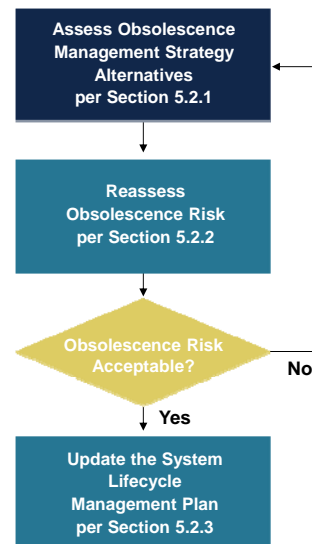 Assess Obsolescence
Management Strategy
Alternatives
per Section 5.2.1
Reassess
Obsolescence Risk
per Section 5.2.2
Obsolescence Risk
Acceptable?
No
Yes
Update the System
Lifecycle
Management Plan
per Section 5.2.3